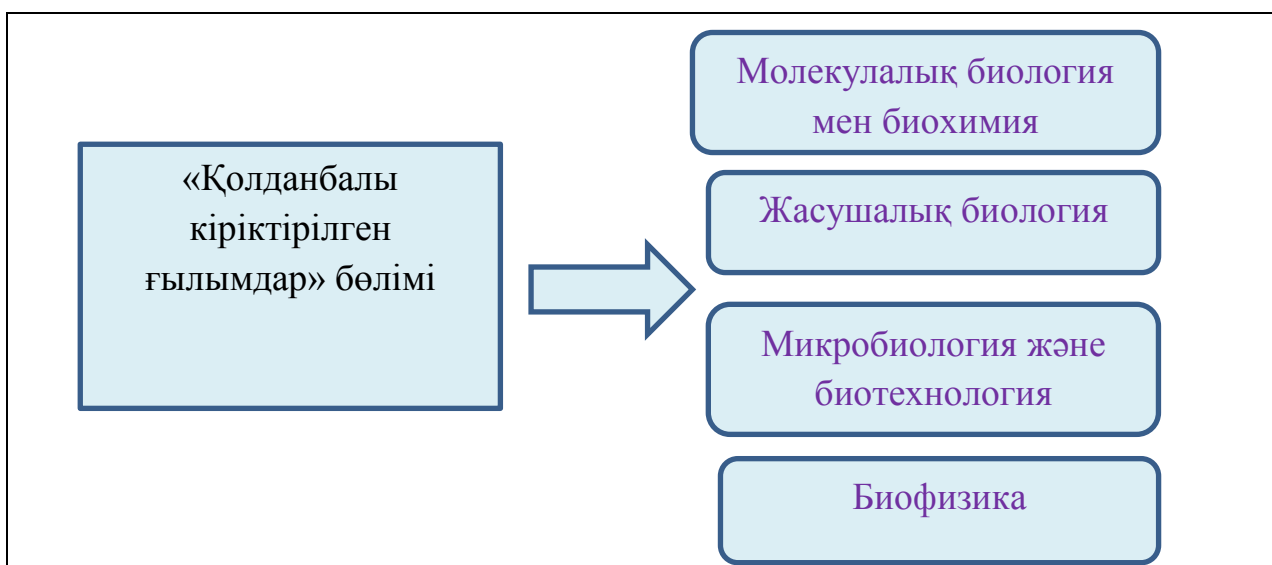 «Қолданбалы
кіріктірілген
ғылымдар» бөлімі
Молекулалық биология
мен биохимия
Жасушалық биология
Микробиология және
биотехнология
Биофизика